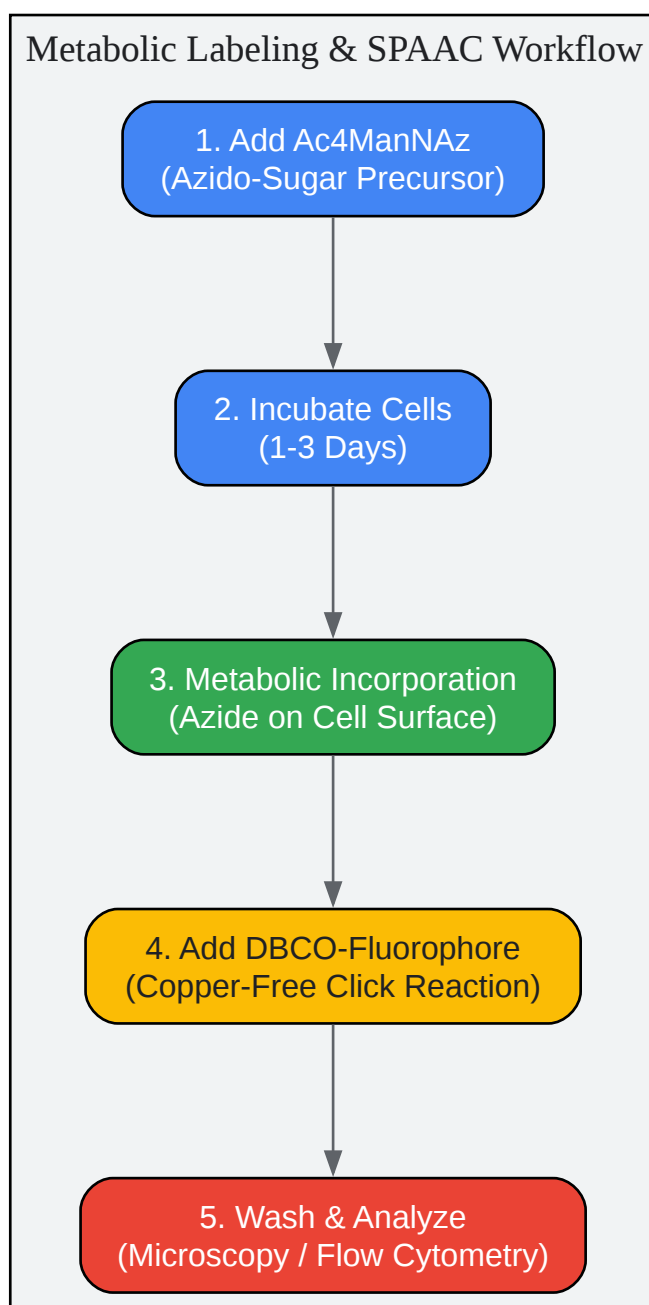 Metabolic Labeling & SPAAC Workflow
1. Add Ac4ManNAz
(Azido-Sugar Precursor)
2. Incubate Cells
(1-3 Days)
3. Metabolic Incorporation
(Azide on Cell Surface)
4. Add DBCO-Fluorophore
(Copper-Free Click Reaction)
5. Wash & Analyze
(Microscopy / Flow Cytometry)